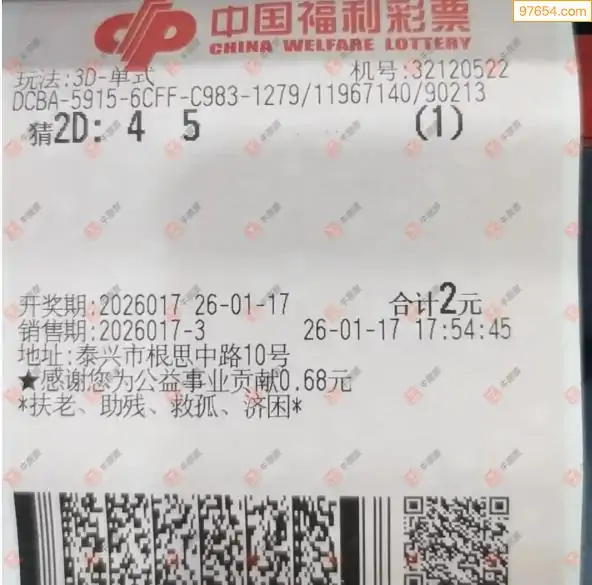 97654.com
中国福利彩票
CHINA WELFARE LOTTERY
玩法:3D-单式 机号:32120522
DCBA-5915-6CFF-C983-1279/11967140/90213
猜2D: 4 5 (1)
开奖期:2026017 26-01-17 合计2元
销售期:2026017-3 26-01-17 17:54:45
地址:泰兴市根思中路10号
★感谢您为公益事业贡献0.68元
*扶老、助残、救孤、济困*